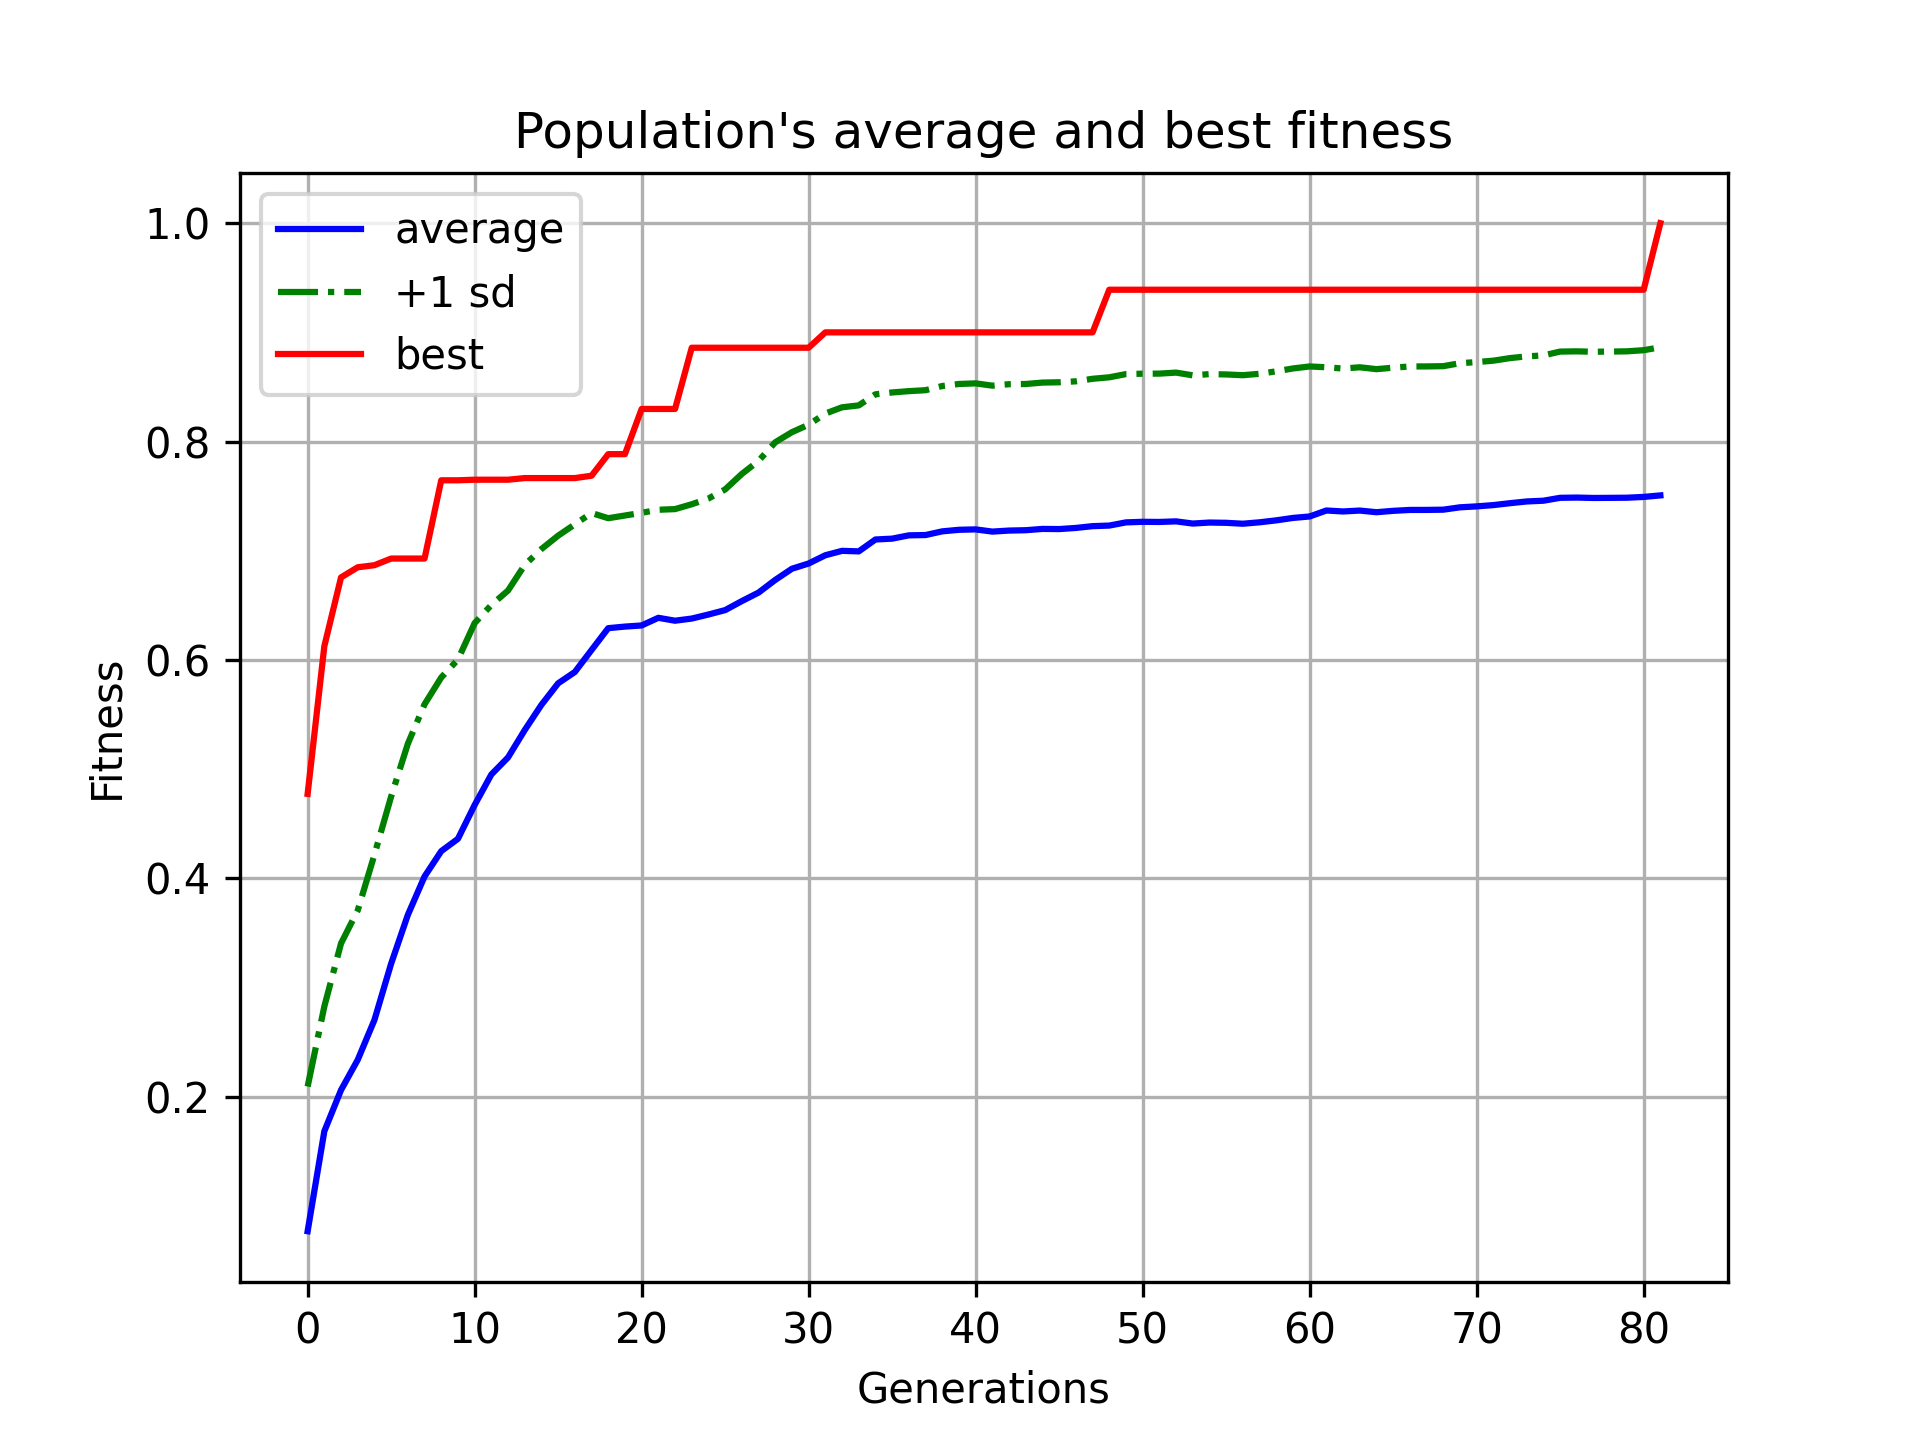 Population's average and best fitness
average
+1 sd
best
1.0
0.8
0.6
0.4
0.2
Fitness
0 10 20 30 40 50 60 70 80
Generations